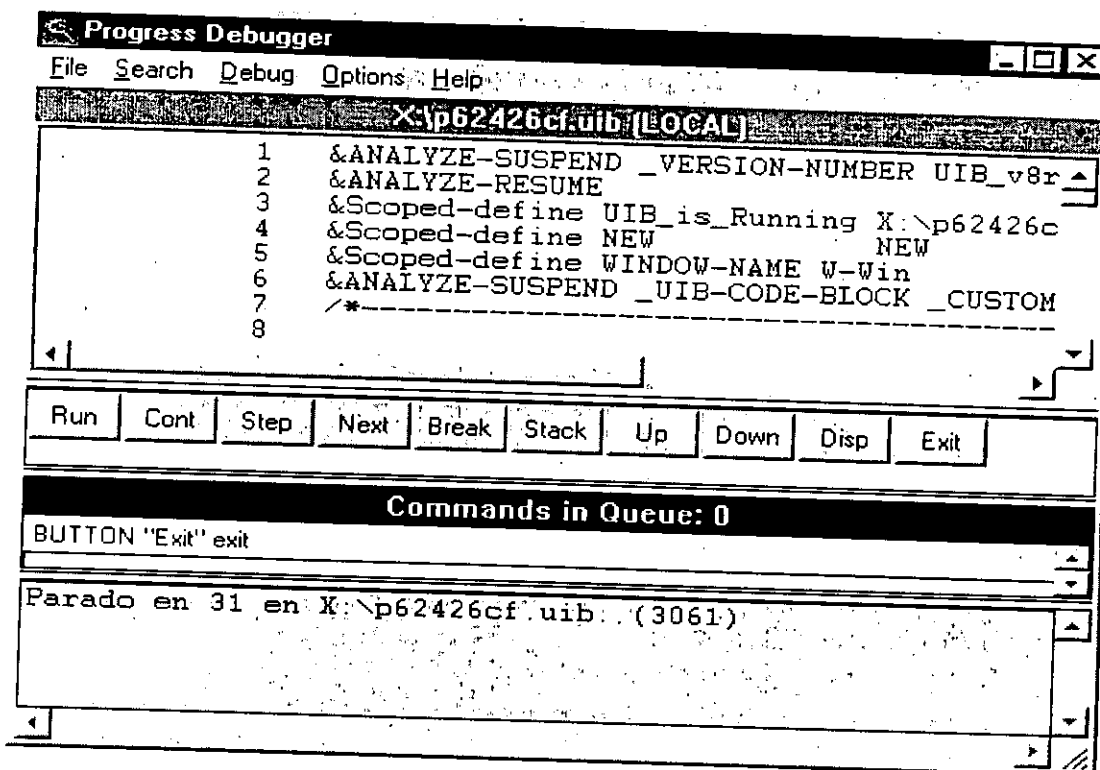 Progress Debugger
File Search Debug Options Help
X:\p62426cf.uib (LOCAL)
1 &ANALYZE-SUSPEND _VERSION-NUMBER UIB_v8r
2 &ANALYZE-RESUME
3 &Scoped-define UIB_is_Running X:\p62426c
4 &Scoped-define NEW NEW
5 &Scoped-define WINDOW-NAME W-Win
6 &ANALYZE-SUSPEND _UIB-CODE-BLOCK _CUSTOM
7 /*--------------------------------------------
8
Run Cont Step Next Break Stack Up Down Disp Exit
Commands in Queue: 0
BUTTON "Exit" exit
Parado en 31 en X:\p62426cf.uib. (3061)